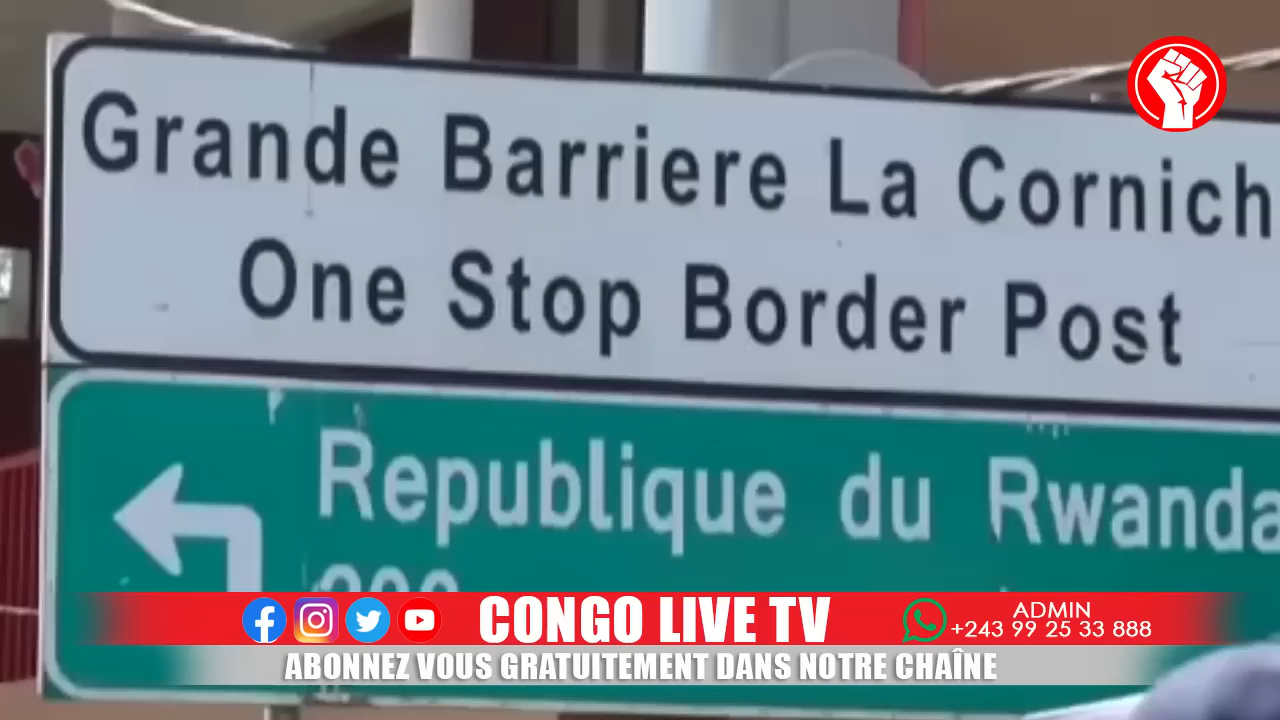 Grande Barriere La Cornich
One Stop Border Post
Republique du Rwanda
CONGO LIVE TV
ADMIN
+243 99 25 33 888
ABONNEZ VOUS GRATUITEMENT DANS NOTRE CHAÎNE